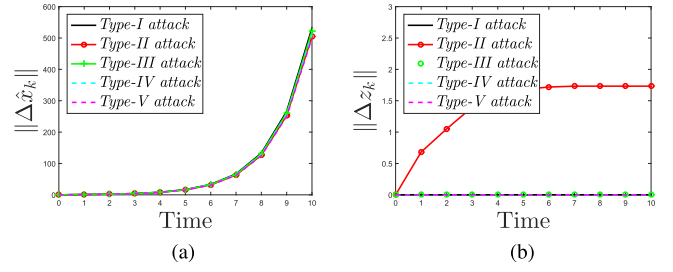 600
500
400
300
200
100
0
‖Δx̂ₖ‖
Type-I attack
Type-II attack
Type-III attack
Type-IV attack
Type-V attack
0 1 2 3 4 5 6 7 8 9 10
Time
(a)
3
2.5
2
1.5
1
0.5
0
‖Δzₖ‖
Type-I attack
Type-II attack
Type-III attack
Type-IV attack
Type-V attack
0 1 2 3 4 5 6 7 8 9 10
Time
(b)